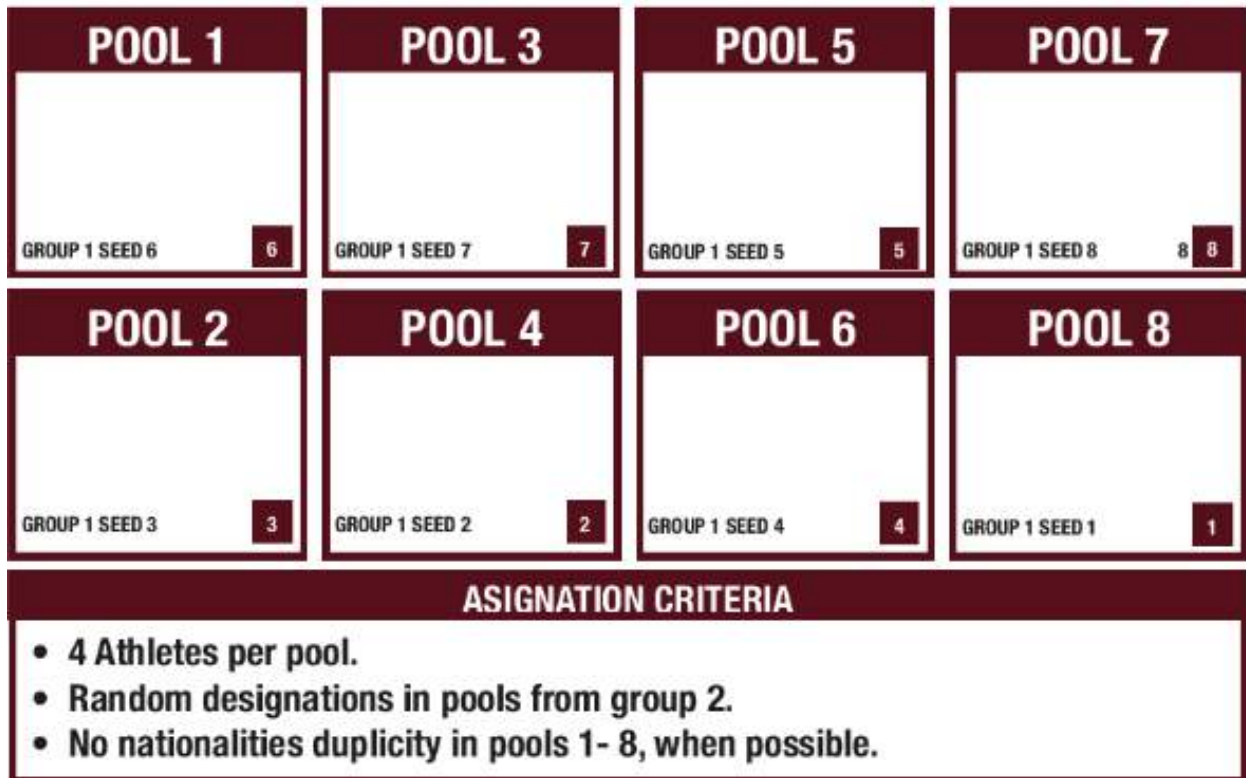 POOL 1
GROUP 1 SEED 6
6
POOL 3
GROUP 1 SEED 7
7
POOL 5
GROUP 1 SEED 5
5
POOL 7
GROUP 1 SEED 8
8 8
POOL 2
GROUP 1 SEED 3
3
POOL 4
GROUP 1 SEED 2
2
POOL 6
GROUP 1 SEED 4
4
POOL 8
GROUP 1 SEED 1
1
ASIGNATION CRITERIA
• 4 Athletes per pool.
• Random designations in pools from group 2.
• No nationalities duplicity in pools 1- 8, when possible.